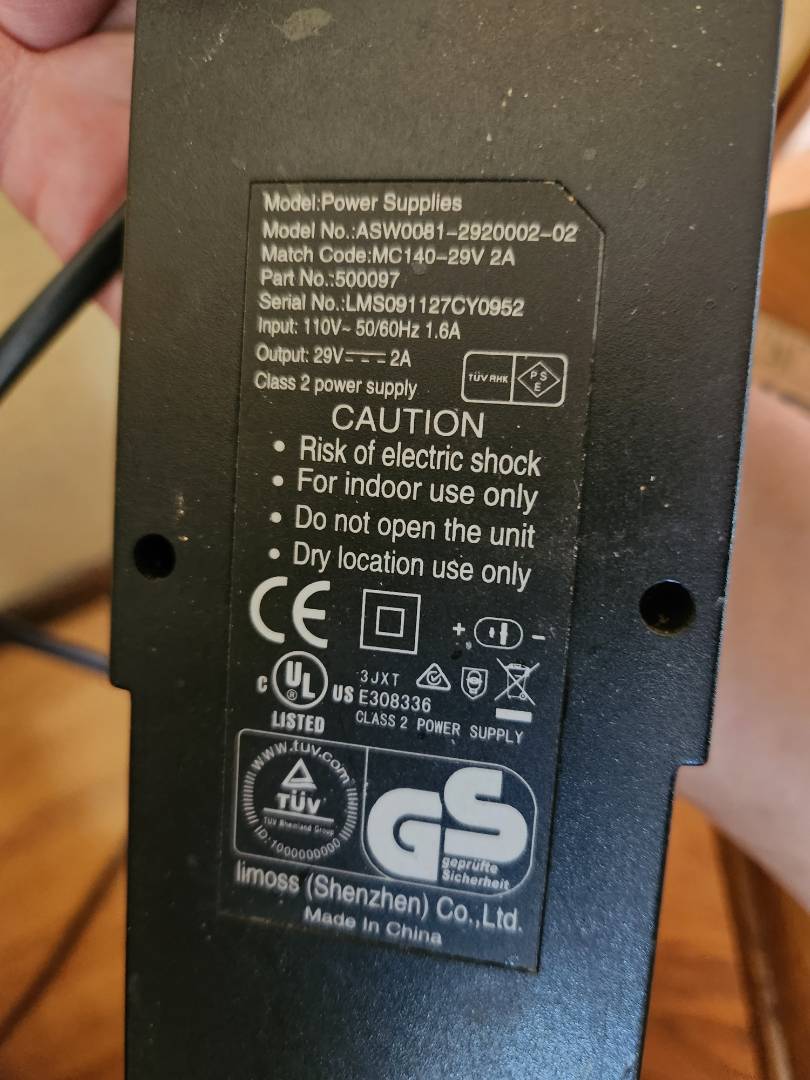 Model:Power Supplies
Model No.:ASW0081-2920002-02
Match Code:MC140-29V 2A
Part No.:500097
Serial No.:LMS091127CY0952
Input: 110V~ 50/60Hz 1.6A
Output: 29V⎓2A
Class 2 power supply
TÜV RHK
PS
E
CAUTION
• Risk of electric shock
• For indoor use only
• Do not open the unit
• Dry location use only
CE
+ -
C UL ® US
LISTED
3JXT
E308336
CLASS 2 POWER SUPPLY
www.tuv.com
TÜV
TÜV Rheinland Group
ID:1000000000
GS
geprüfte
Sicherheit
limoss (Shenzhen) Co.,Ltd.
Made In China